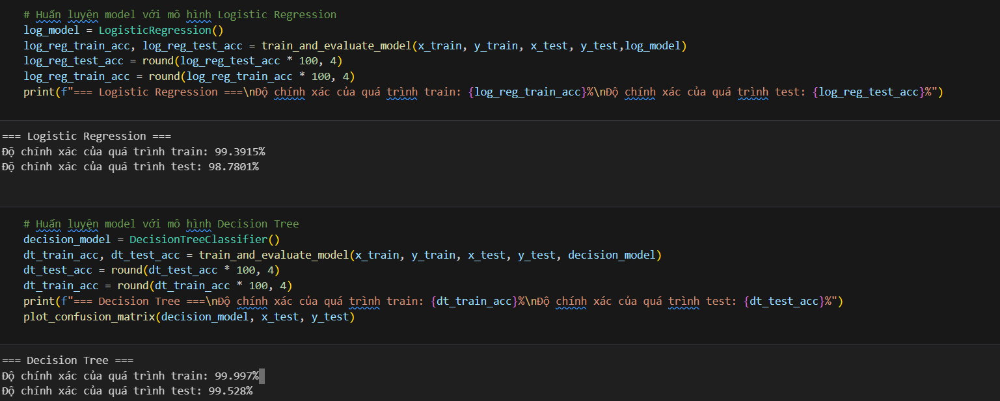 # Huấn luyện model với mô hình Logistic Regression
log_model = LogisticRegression()
log_reg_train_acc, log_reg_test_acc = train_and_evaluate_model(x_train, y_train, x_test, y_test,log_model)
log_reg_test_acc = round(log_reg_test_acc * 100, 4)
log_reg_train_acc = round(log_reg_train_acc * 100, 4)
print(f"=== Logistic Regression ===\nĐộ chính xác của quá trình train: {log_reg_train_acc}%\nĐộ chính xác của quá trình test: {log_reg_test_acc}%")
=== Logistic Regression ===
Độ chính xác của quá trình train: 99.3915%
Độ chính xác của quá trình test: 98.7801%
# Huấn luyện model với mô hình Decision Tree
decision_model = DecisionTreeClassifier()
dt_train_acc, dt_test_acc = train_and_evaluate_model(x_train, y_train, x_test, y_test, decision_model)
dt_test_acc = round(dt_test_acc * 100, 4)
dt_train_acc = round(dt_train_acc * 100, 4)
print(f"=== Decision Tree ===\nĐộ chính xác của quá trình train: {dt_train_acc}%\nĐộ chính xác của quá trình test: {dt_test_acc}%")
plot_confusion_matrix(decision_model, x_test, y_test)
=== Decision Tree ===
Độ chính xác của quá trình train: 99.997%
Độ chính xác của quá trình test: 99.528%